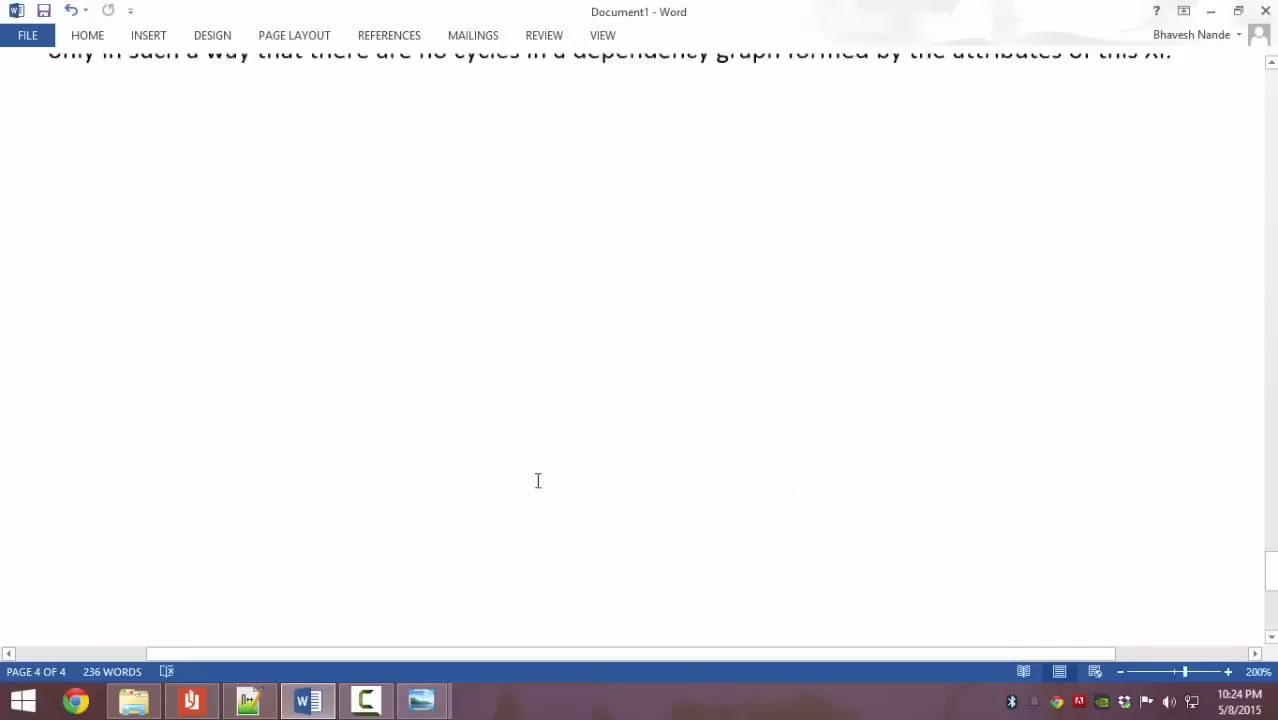 Document1 - Word
FILE HOME INSERT DESIGN PAGE LAYOUT REFERENCES MAILINGS REVIEW VIEW Bhavesh Nande
only in such a way that there are no cycles in a dependency graph formed by the attributes of this Xi.
PAGE 4 OF 4 236 WORDS 200%
10:24 PM
5/8/2015